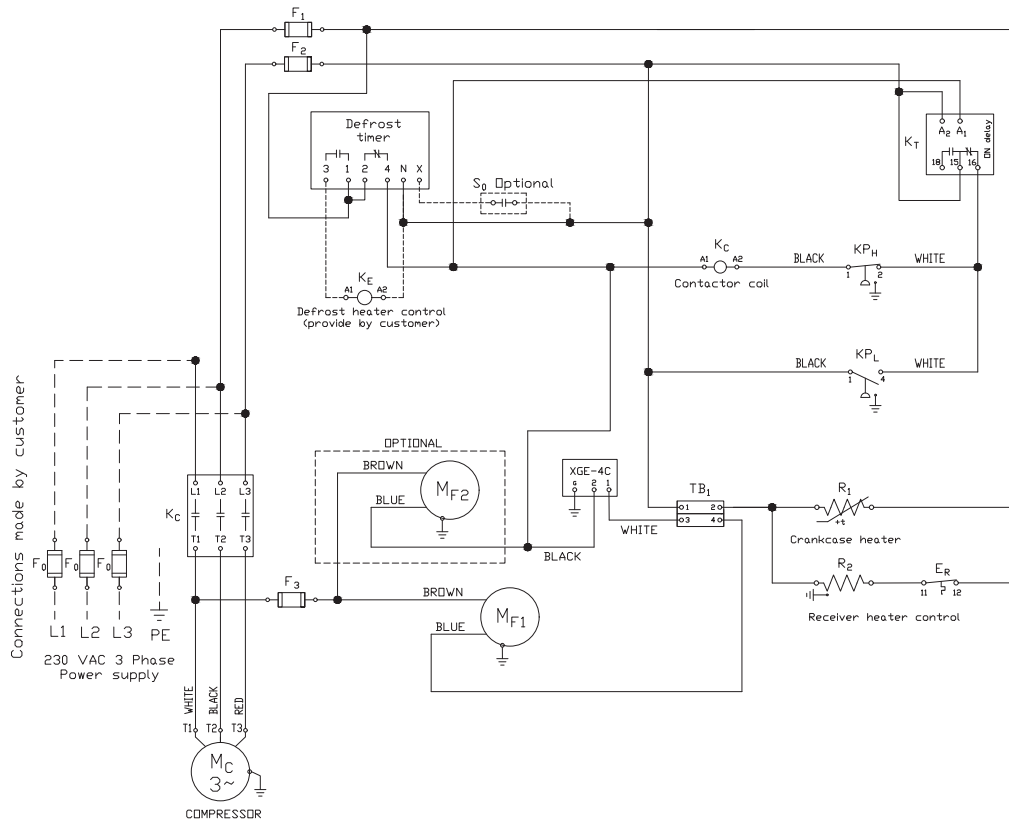 F1
F2
Defrost
timer
3 1 2 4 N X
S0 Optional
KE
A1 A2
Defrost heater control
(provide by customer)
KT
A2 A1
ON delay
18 15 16
KC
A1 A2
Contactor coil
BLACK
KPH
1 2
WHITE
BLACK
KPL
1 4
WHITE
Connections made by customer
KC
L1 L2 L3
T1 T2 T3
F0 F0 F0
L1 L2 L3 PE
230 VAC 3 Phase
Power supply
OPTIONAL
BROWN
BLUE
MF2
XGE-4C
G 2 1
WHITE
BLACK
TB1
1 2
3 4
R1
+t
Crankcase heater
R2
ER
11 12
Receiver heater control
F3
BROWN
BLUE
MF1
WHITE
BLACK
RED
T1 T2 T3
MC
3~
COMPRESSOR